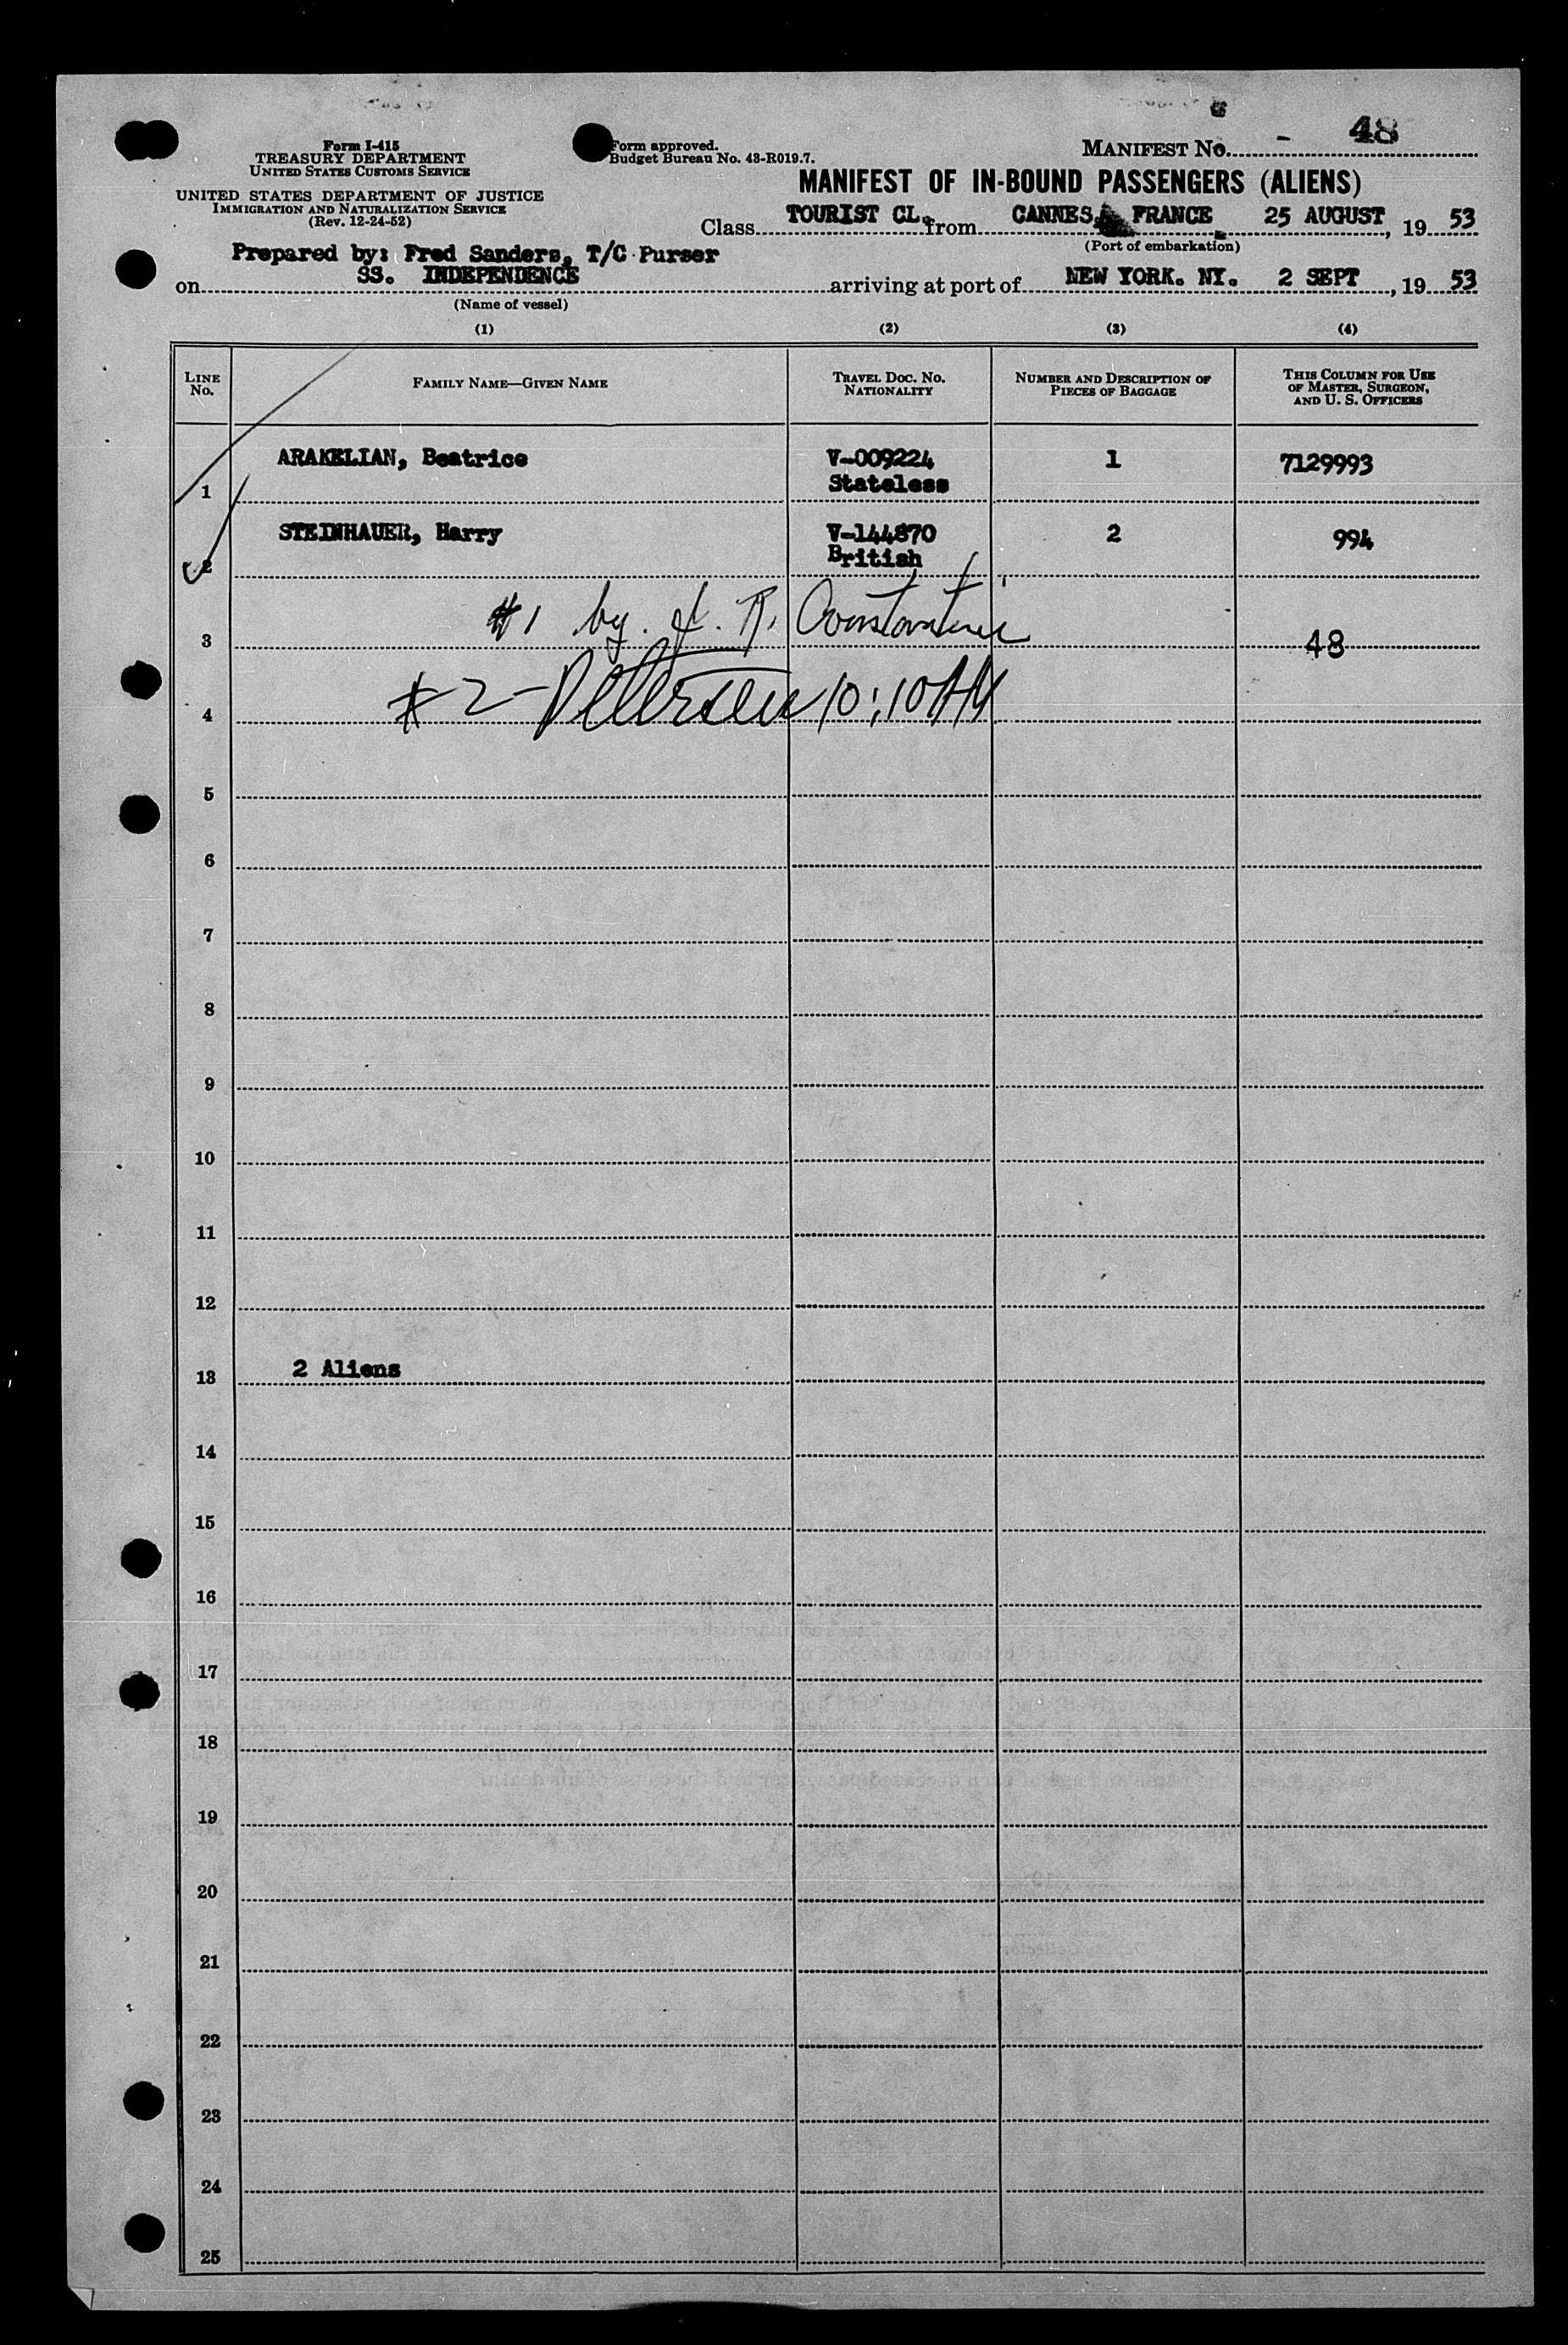 48
Form I-415
TREASURY DEPARTMENT
UNITED STATES CUSTOMS SERVICE
UNITED STATES DEPARTMENT OF JUSTICE
IMMIGRATION AND NATURALIZATION SERVICE
(Rev. 12-24-52)
Form approved.
Budget Bureau No. 43-R019.7.
MANIFEST No. -
MANIFEST OF IN-BOUND PASSENGERS (ALIENS)
Class TOURIST CL. from CANNES, FRANCE 25 AUGUST, 19 53
(Port of embarkation)
Prepared by: Fred Sanders, T/C Purser
on SS. INDEPENDENCE arriving at port of NEW YORK. NY. 2 SEPT, 19 53
(Name of vessel)
(1) (2) (3) (4)
LINE No. FAMILY NAME—GIVEN NAME TRAVEL DOC. No. NATIONALITY NUMBER AND DESCRIPTION OF PIECES OF BAGGAGE THIS COLUMN FOR USE OF MASTER, SURGEON, AND U. S. OFFICERS
ARAKELIAN, Beatrice V-009224 1 7129993
1 Stateless
STEINHAUER, Harry V-144870 2 994
2 British
#1 by
3 48
4 #2 - Petersen 10:10 AM
5
6
7
8
9
10
11
12
13 2 Aliens
14
15
16
17
18
19
20
21
22
23
24
25